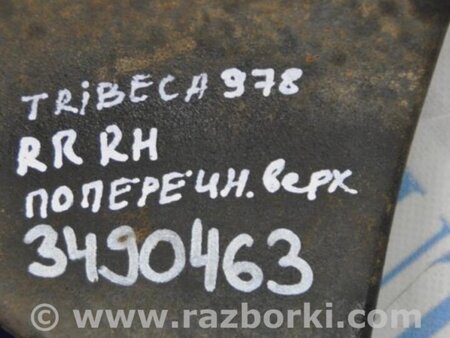 TRiBECA 978
RR RH
ПОПЕРЕЧН. верх
3490463
© www.razborki.com